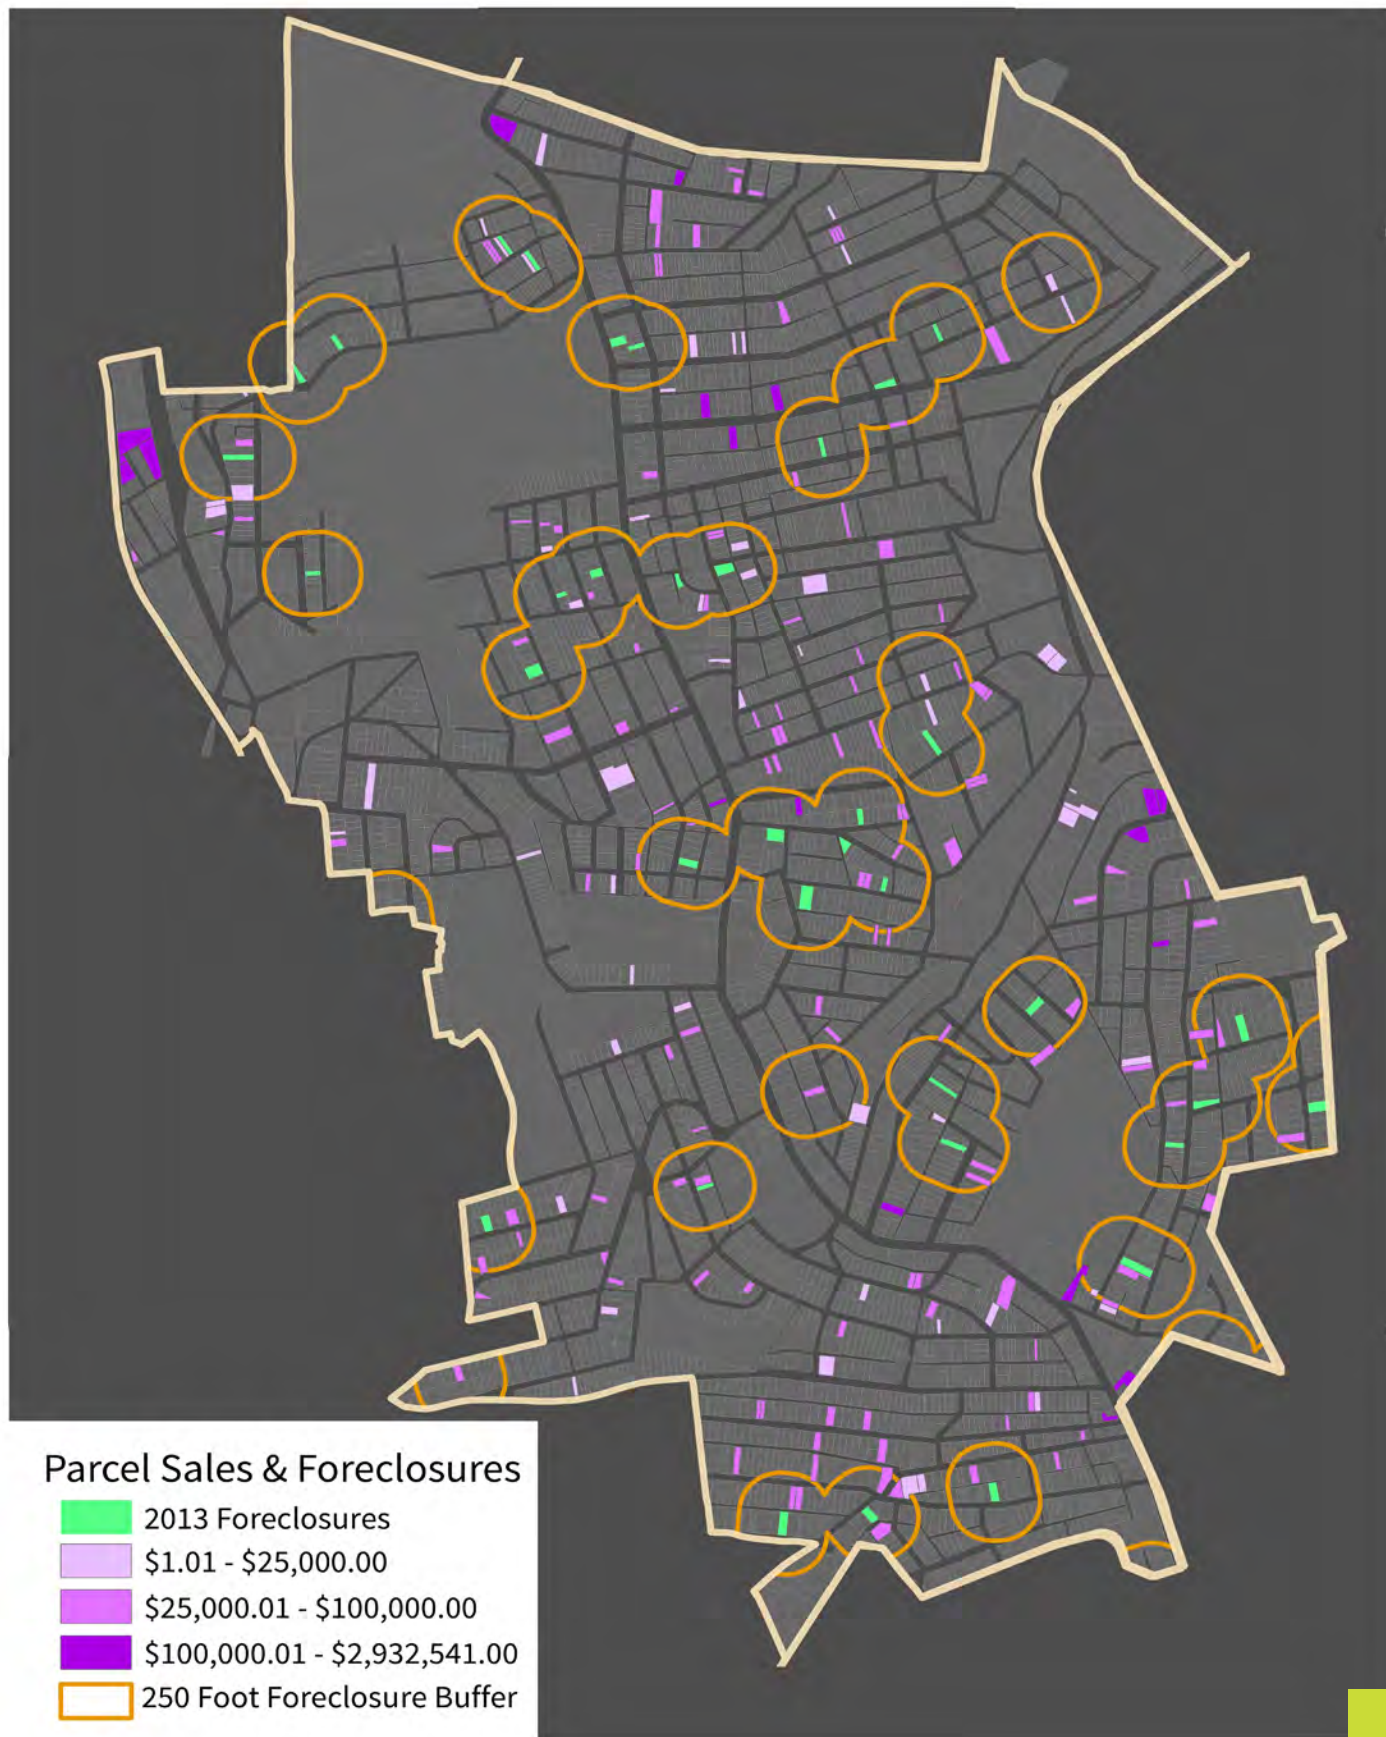 Parcel Sales & Foreclosures
2013 Foreclosures
$1.01 - $25,000.00
$25,000.01 - $100,000.00
$100,000.01 - $2,932,541.00
250 Foot Foreclosure Buffer